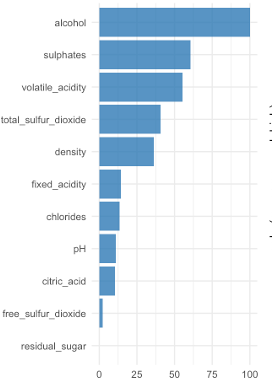 alcohol
sulphates
volatile_acidity
total_sulfur_dioxide
density
fixed_acidity
chlorides
pH
citric_acid
free_sulfur_dioxide
residual_sugar
0 25 50 75 100